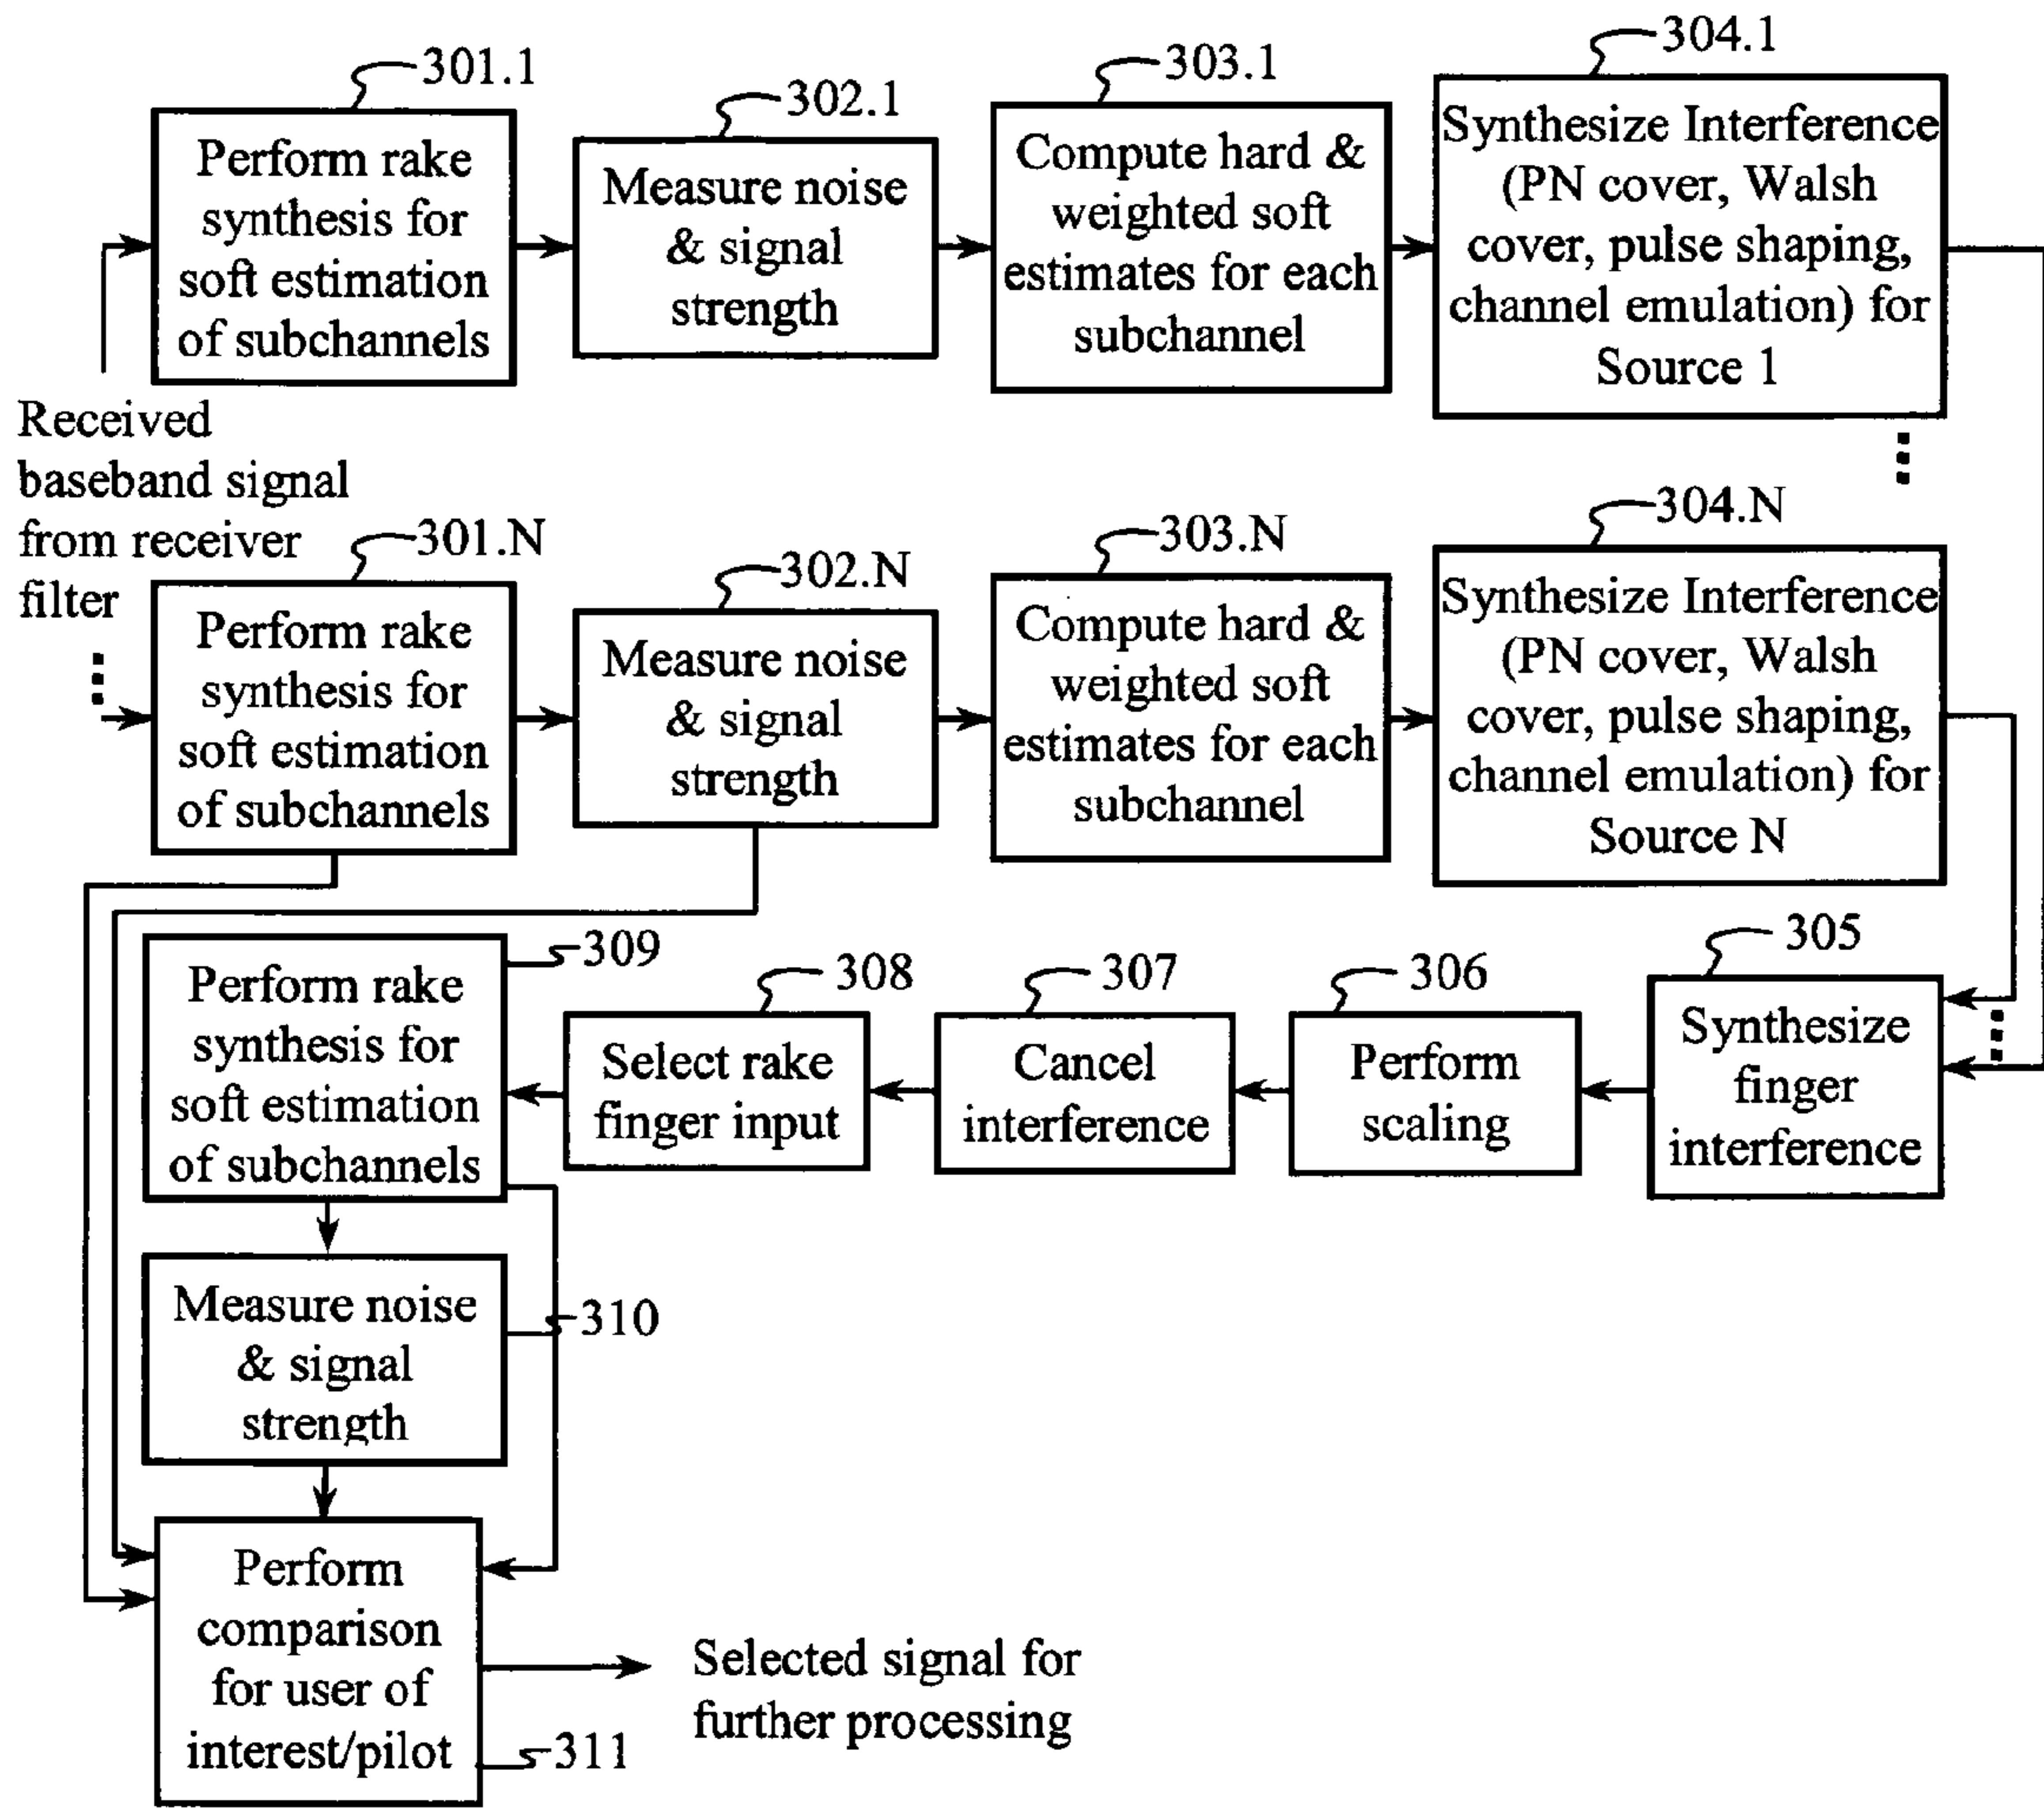 301.1
Perform rake
synthesis for
soft estimation
of subchannels
302.1
Measure noise
& signal
strength
303.1
Compute hard &
weighted soft
estimates for each
subchannel
304.1
Synthesize Interference
(PN cover, Walsh
cover, pulse shaping,
channel emulation) for
Source 1
Received
baseband signal
from receiver
filter
301.N
Perform rake
synthesis for
soft estimation
of subchannels
302.N
Measure noise
& signal
strength
303.N
Compute hard &
weighted soft
estimates for each
subchannel
304.N
Synthesize Interference
(PN cover, Walsh
cover, pulse shaping,
channel emulation) for
Source N
305
Synthesize
finger
interference
306
Perform
scaling
307
Cancel
interference
308
Select rake
finger input
309
Perform rake
synthesis for
soft estimation
of subchannels
310
Measure noise
& signal
strength
Perform
comparison
for user of
interest/pilot
311
Selected signal for
further processing